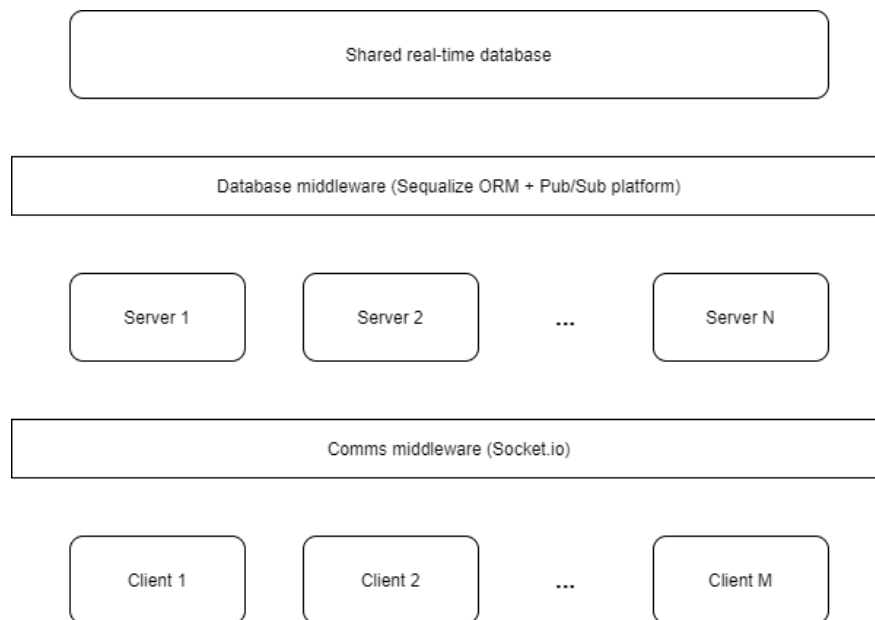 Shared real-time database
Database middleware (Sequalize ORM + Pub/Sub platform)
Server 1
Server 2
...
Server N
Comms middleware (Socket.io)
Client 1
Client 2
...
Client M